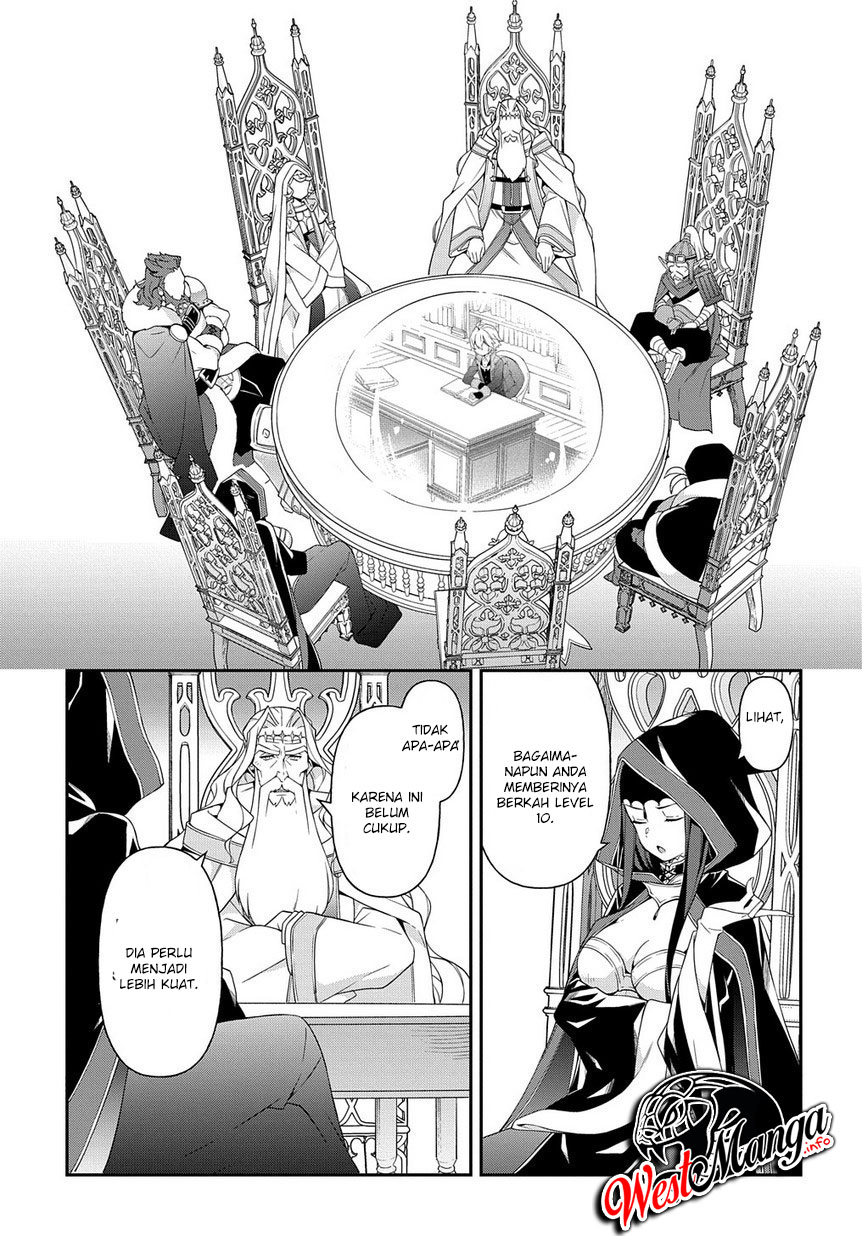 LIHAT,
BAGAIMA-
NAPUN ANDA
MEMBERINYA
BERKAH LEVEL
10.
TIDAK
APA-APA
KARENA INI
BELUM
CUKUP.
DIA PERLU
MENJADI
LEBIH KUAT.
WestManga
.info